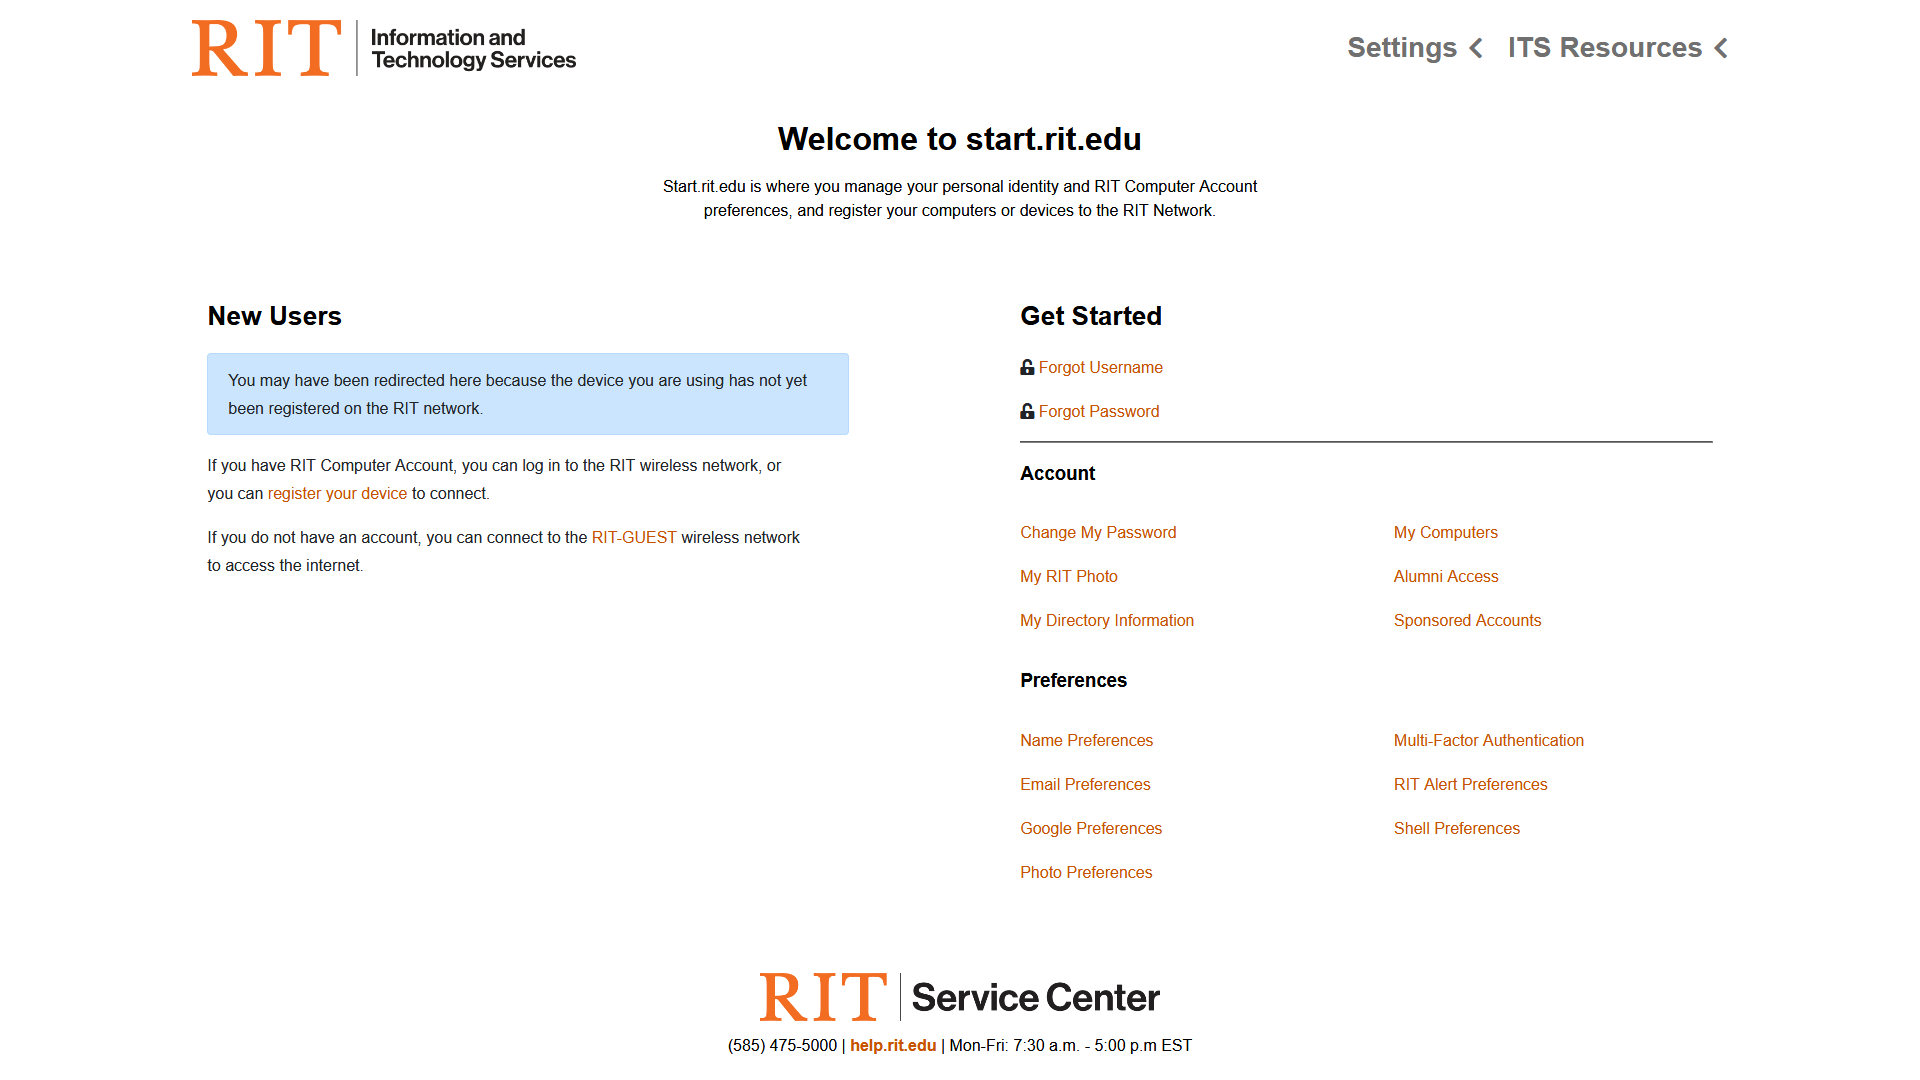 RIT Information and
Technology Services
Settings
ITS Resources
Welcome to start.rit.edu
Start.rit.edu is where you manage your personal identity and RIT Computer Account
preferences, and register your computers or devices to the RIT Network.
New Users
You may have been redirected here because the device you are using has not yet
been registered on the RIT network.
If you have RIT Computer Account, you can log in to the RIT wireless network, or
you can register your device to connect.
If you do not have an account, you can connect to the RIT-GUEST wireless network
to access the internet.
Get Started
Forgot Username
Forgot Password
Account
Change My Password
My RIT Photo
My Directory Information
My Computers
Alumni Access
Sponsored Accounts
Preferences
Name Preferences
Email Preferences
Google Preferences
Photo Preferences
Multi-Factor Authentication
RIT Alert Preferences
Shell Preferences
RIT Service Center
(585) 475-5000 | help.rit.edu | Mon-Fri: 7:30 a.m. - 5:00 p.m EST